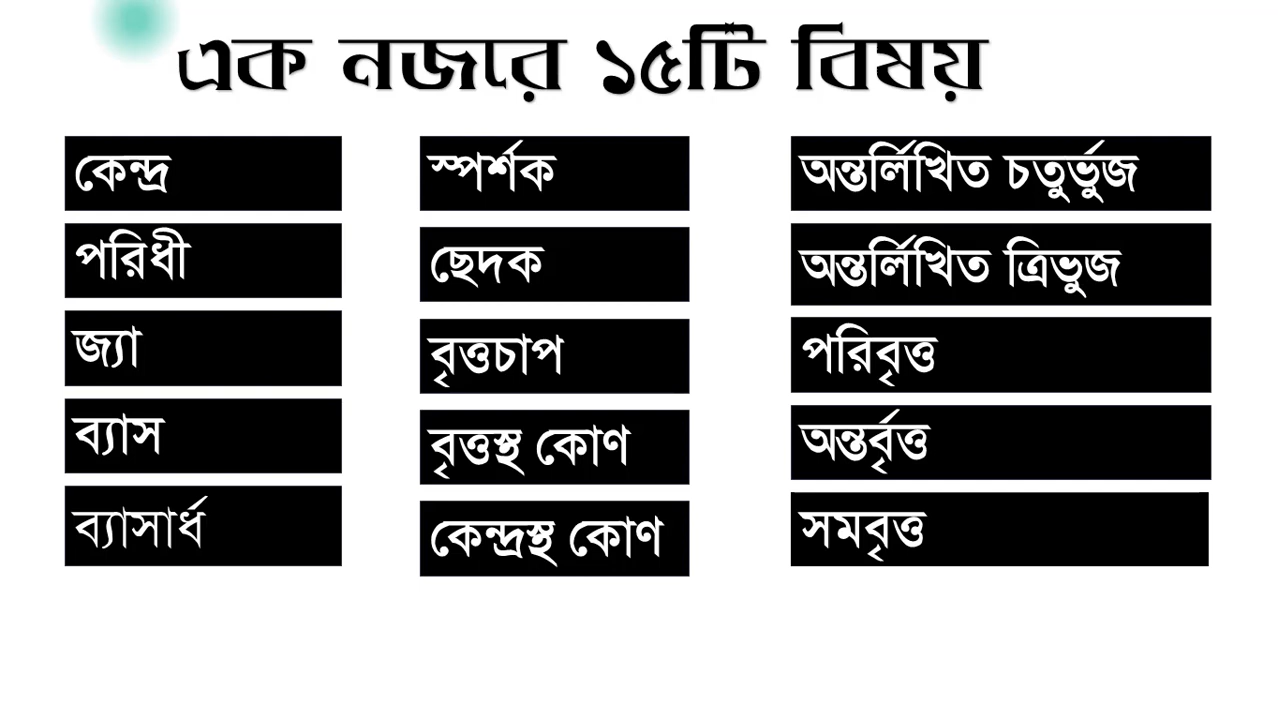 এক নজরে ১৫টি বিষয়
কেন্দ্র
পরিধী
জ্যা
ব্যাস
ব্যাসার্ধ
স্পর্শক
ছেদক
বৃত্তচাপ
বৃত্তস্থ কোণ
কেন্দ্রস্থ কোণ
অন্তর্লিখিত চতুর্ভুজ
অন্তর্লিখিত ত্রিভুজ
পরিবৃত্ত
অন্তর্বৃত্ত
সমবৃত্ত